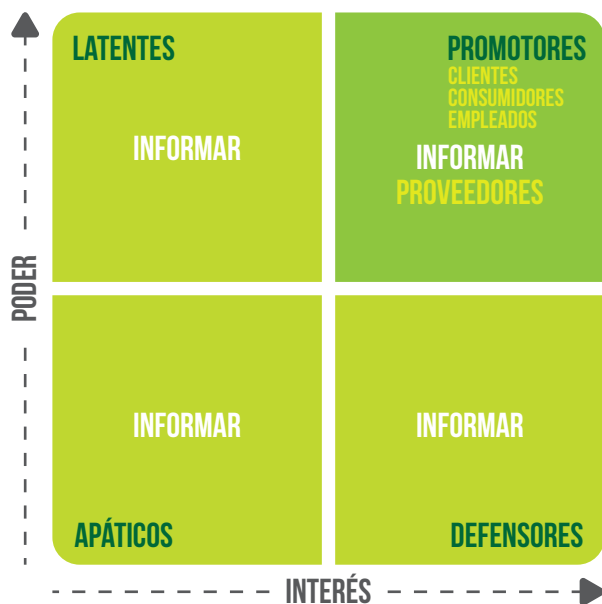 LATENTES
INFORMAR
PROMOTORES
CLIENTES
CONSUMIDORES
EMPLEADOS
INFORMAR
PROVEEDORES
PODER
INFORMAR
APÁTICOS
INFORMAR
DEFENSORES
INTERÉS